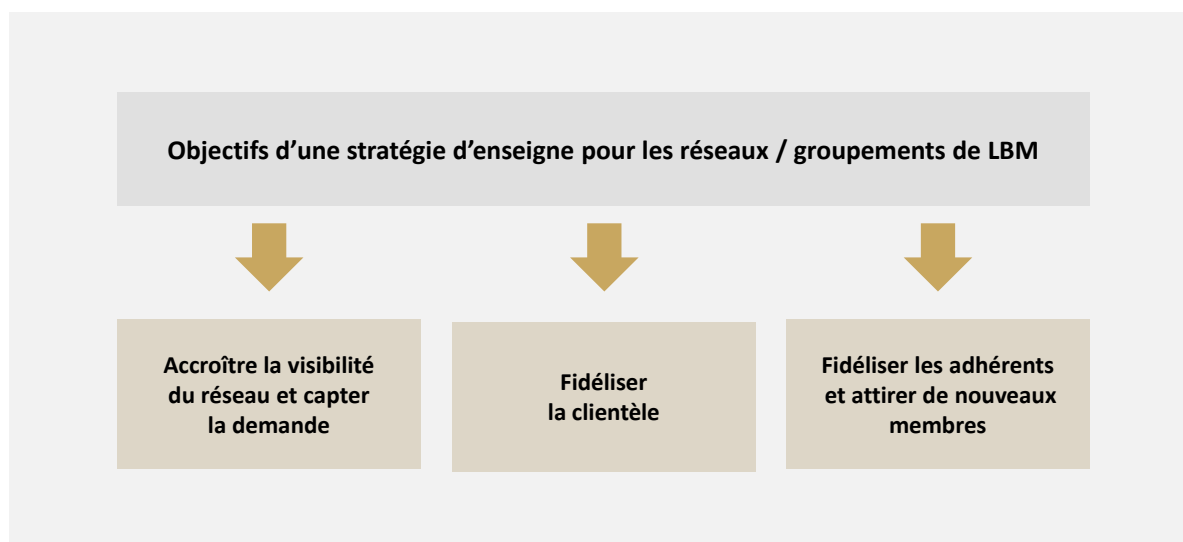 Objectifs d’une stratégie d’enseigne pour les réseaux / groupements de LBM
Accroître la visibilité
du réseau et capter
la demande
Fidéliser
la clientèle
Fidéliser les adhérents
et attirer de nouveaux
membres